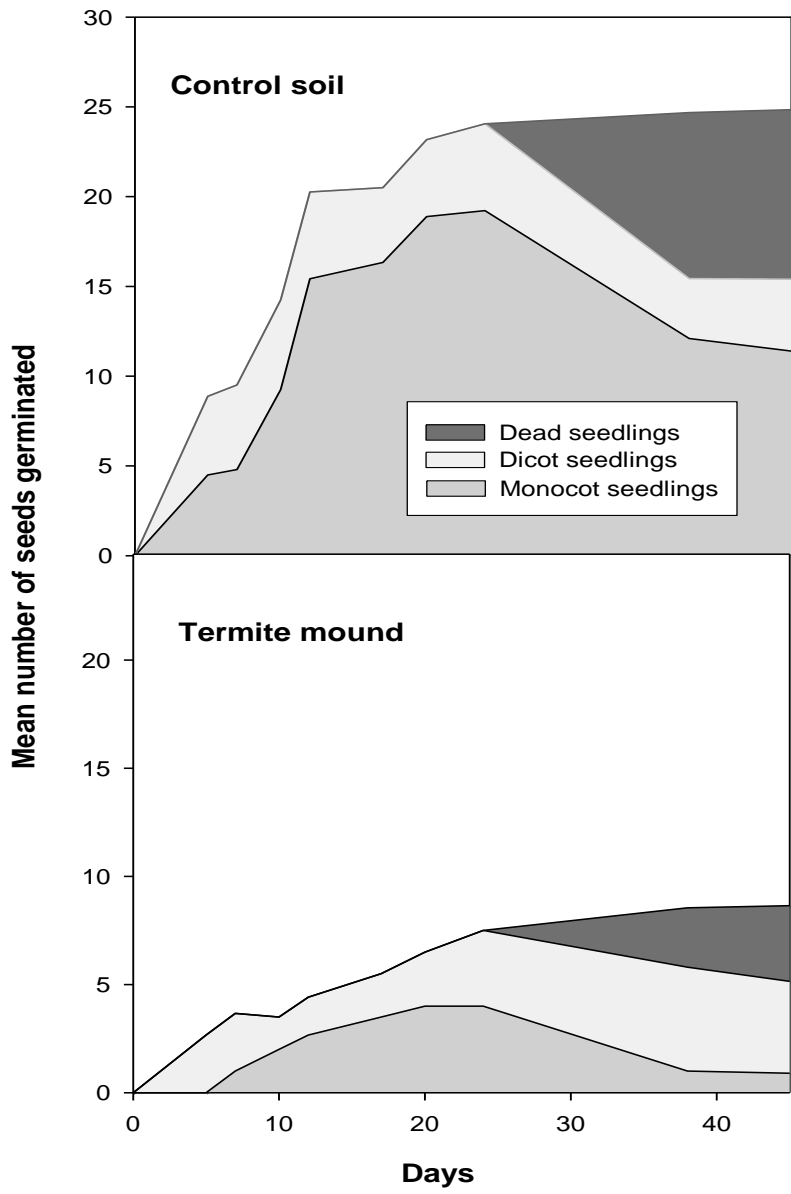 30
Control soil
25
20
15
10
5
0
Dead seedlings
Dicot seedlings
Monocot seedlings
Mean number of seeds germinated
Termite mound
20
15
10
5
0
0 10 20 30 40
Days